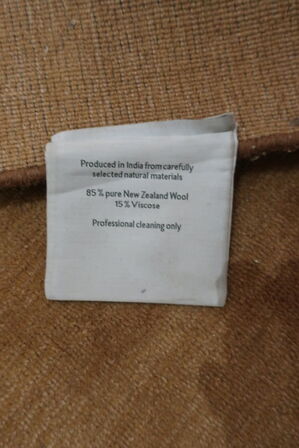 Produced in India from carefully
selected natural materials
85% pure New Zealand Wool
15% Viscose
Professional cleaning only